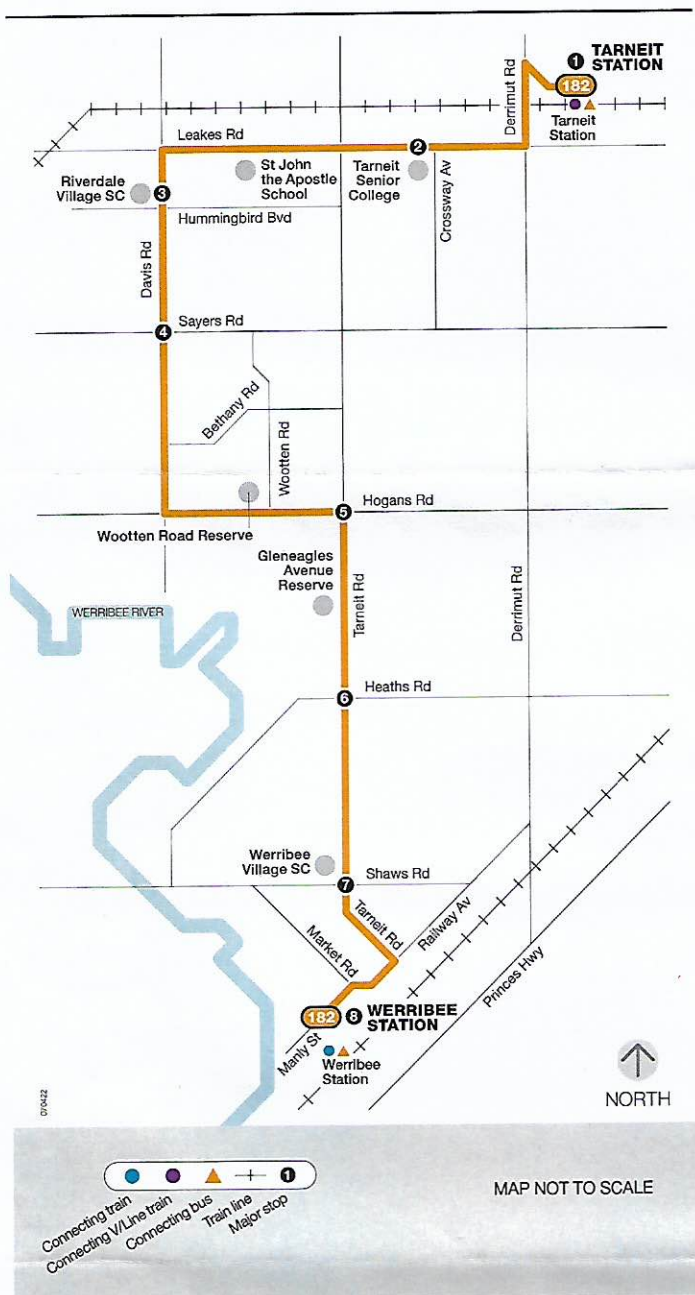 1 TARNEIT
STATION
182
Tarneit
Station
Derrimut Rd
Leakes Rd
2
St John
the Apostle
School
Tarneit
Senior
College
Crossway Av
Riverdale
Village SC
3
Hummingbird Bvd
Davis Rd
4
Sayers Rd
Bethany Rd
Wootten Rd
5
Hogans Rd
Wootten Road Reserve
Gleneagles
Avenue
Reserve
Tarneit Rd
Derrimut Rd
WERRIBEE RIVER
6
Heaths Rd
Werribee
Village SC
7
Shaws Rd
Tarneit Rd
Railway Av
Market Rd
Princes Hwy
182 8 WERRIBEE
STATION
Manly St
Werribee
Station
NORTH
070422
1
Connecting train
Connecting V/Line train
Connecting bus
Train line
Major stop
MAP NOT TO SCALE